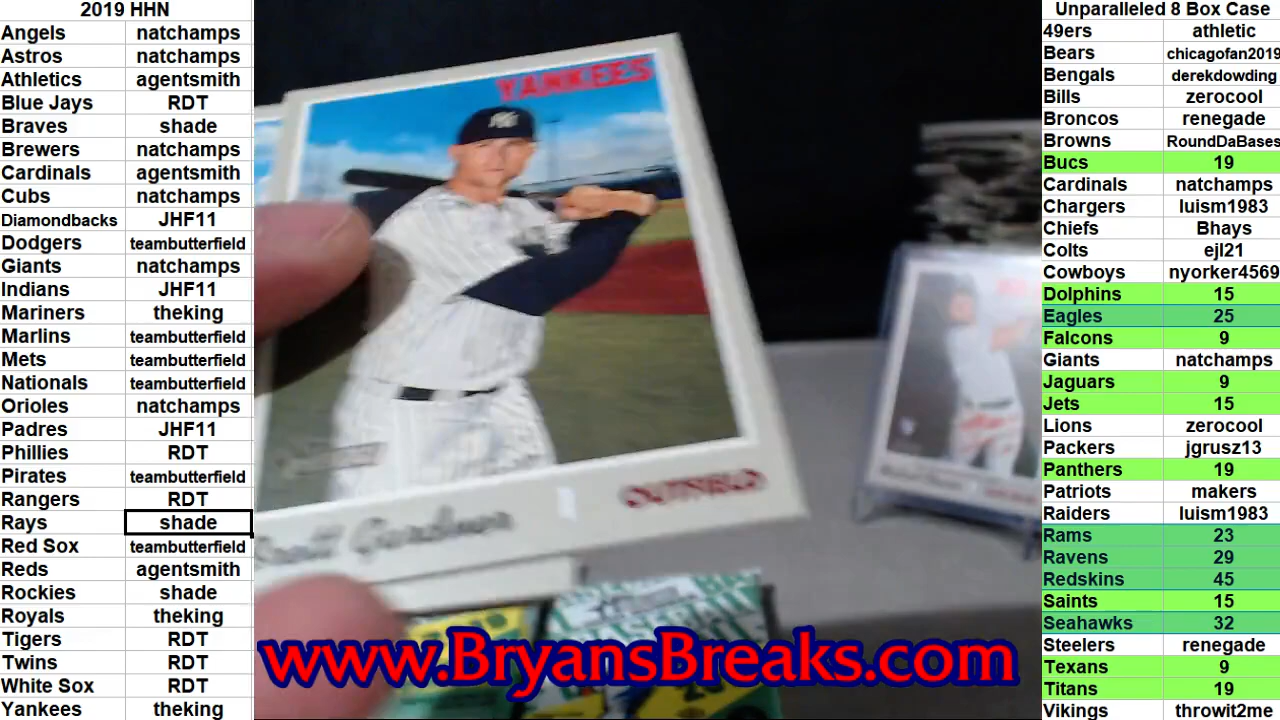 2019 HHN
Angels natchamps
Astros natchamps
Athletics agentsmith
Blue Jays RDT
Braves shade
Brewers natchamps
Cardinals agentsmith
Cubs natchamps
Diamondbacks JHF11
Dodgers teambutterfield
Giants natchamps
Indians JHF11
Mariners theking
Marlins teambutterfield
Mets teambutterfield
Nationals teambutterfield
Orioles natchamps
Padres JHF11
Phillies RDT
Pirates teambutterfield
Rangers RDT
Rays shade
Red Sox teambutterfield
Reds agentsmith
Rockies shade
Royals theking
Tigers RDT
Twins RDT
White Sox RDT
Yankees theking
YANKEES
OUTFIELD
Brett Gardner
www.BryansBreaks.com
Unparalleled 8 Box Case
49ers athletic
Bears chicagofan2019
Bengals derekdowding
Bills zerocool
Broncos renegade
Browns RoundDaBases
Bucs 19
Cardinals natchamps
Chargers luism1983
Chiefs Bhays
Colts ejl21
Cowboys nyorker4569
Dolphins 15
Eagles 25
Falcons 9
Giants natchamps
Jaguars 9
Jets 15
Lions zerocool
Packers jgrusz13
Panthers 19
Patriots makers
Raiders luism1983
Rams 23
Ravens 29
Redskins 45
Saints 15
Seahawks 32
Steelers renegade
Texans 9
Titans 19
Vikings throwit2me